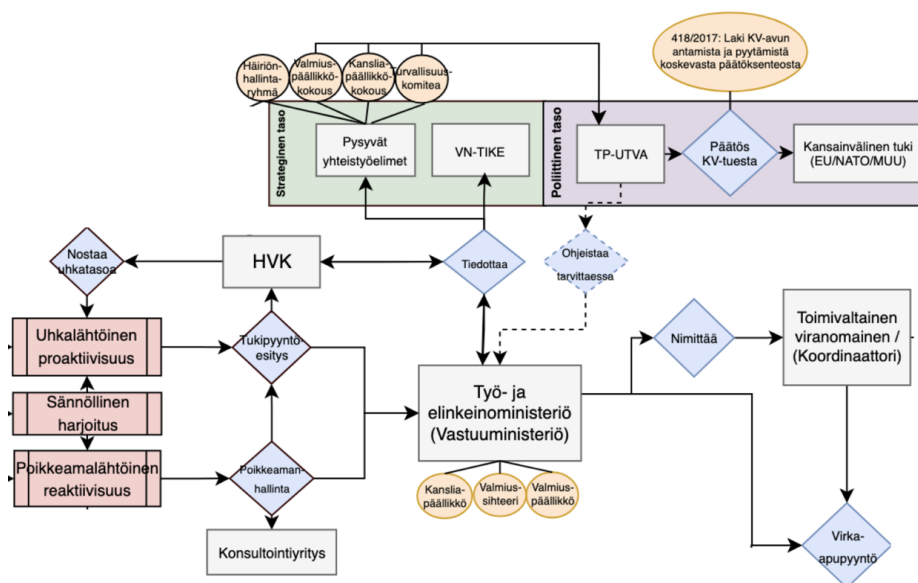 418/2017: Laki KV-avun
antamista ja pyytämistä
koskevasta päätöksenteosta
Häiriön-
hallinta-
ryhmä
Valmius-
päällikkö-
kokous
Kanslia-
päällikkö-
kokous
Turvallisuus-
komitea
Strateginen taso
Pysyvät
yhteistyöelimet
VN-TIKE
Poliittinen taso
TP-UTVA
Päätös
KV-tuesta
Kansainvälinen tuki
(EU/NATO/MUU)
Nostaa
uhkatasoa
HVK
Tiedottaa
Ohjeistaa
tarvittaessa
Uhkalähtöinen
proaktiivisuus
Tukipyyntö-
esitys
Nimittää
Toimivaltainen
viranomainen /
(Koordinaattori)
Sännöllinen
harjoitus
Työ- ja
elinkeinoministeriö
(Vastuuministeriö)
Poikkeamalähtöinen
reaktiivisuus
Poikkeaman-
hallinta
Kanslia-
päällikkö
Valmius-
sihteeri
Valmius-
päällikkö
Konsultointiyritys
Virka-
apupyyntö